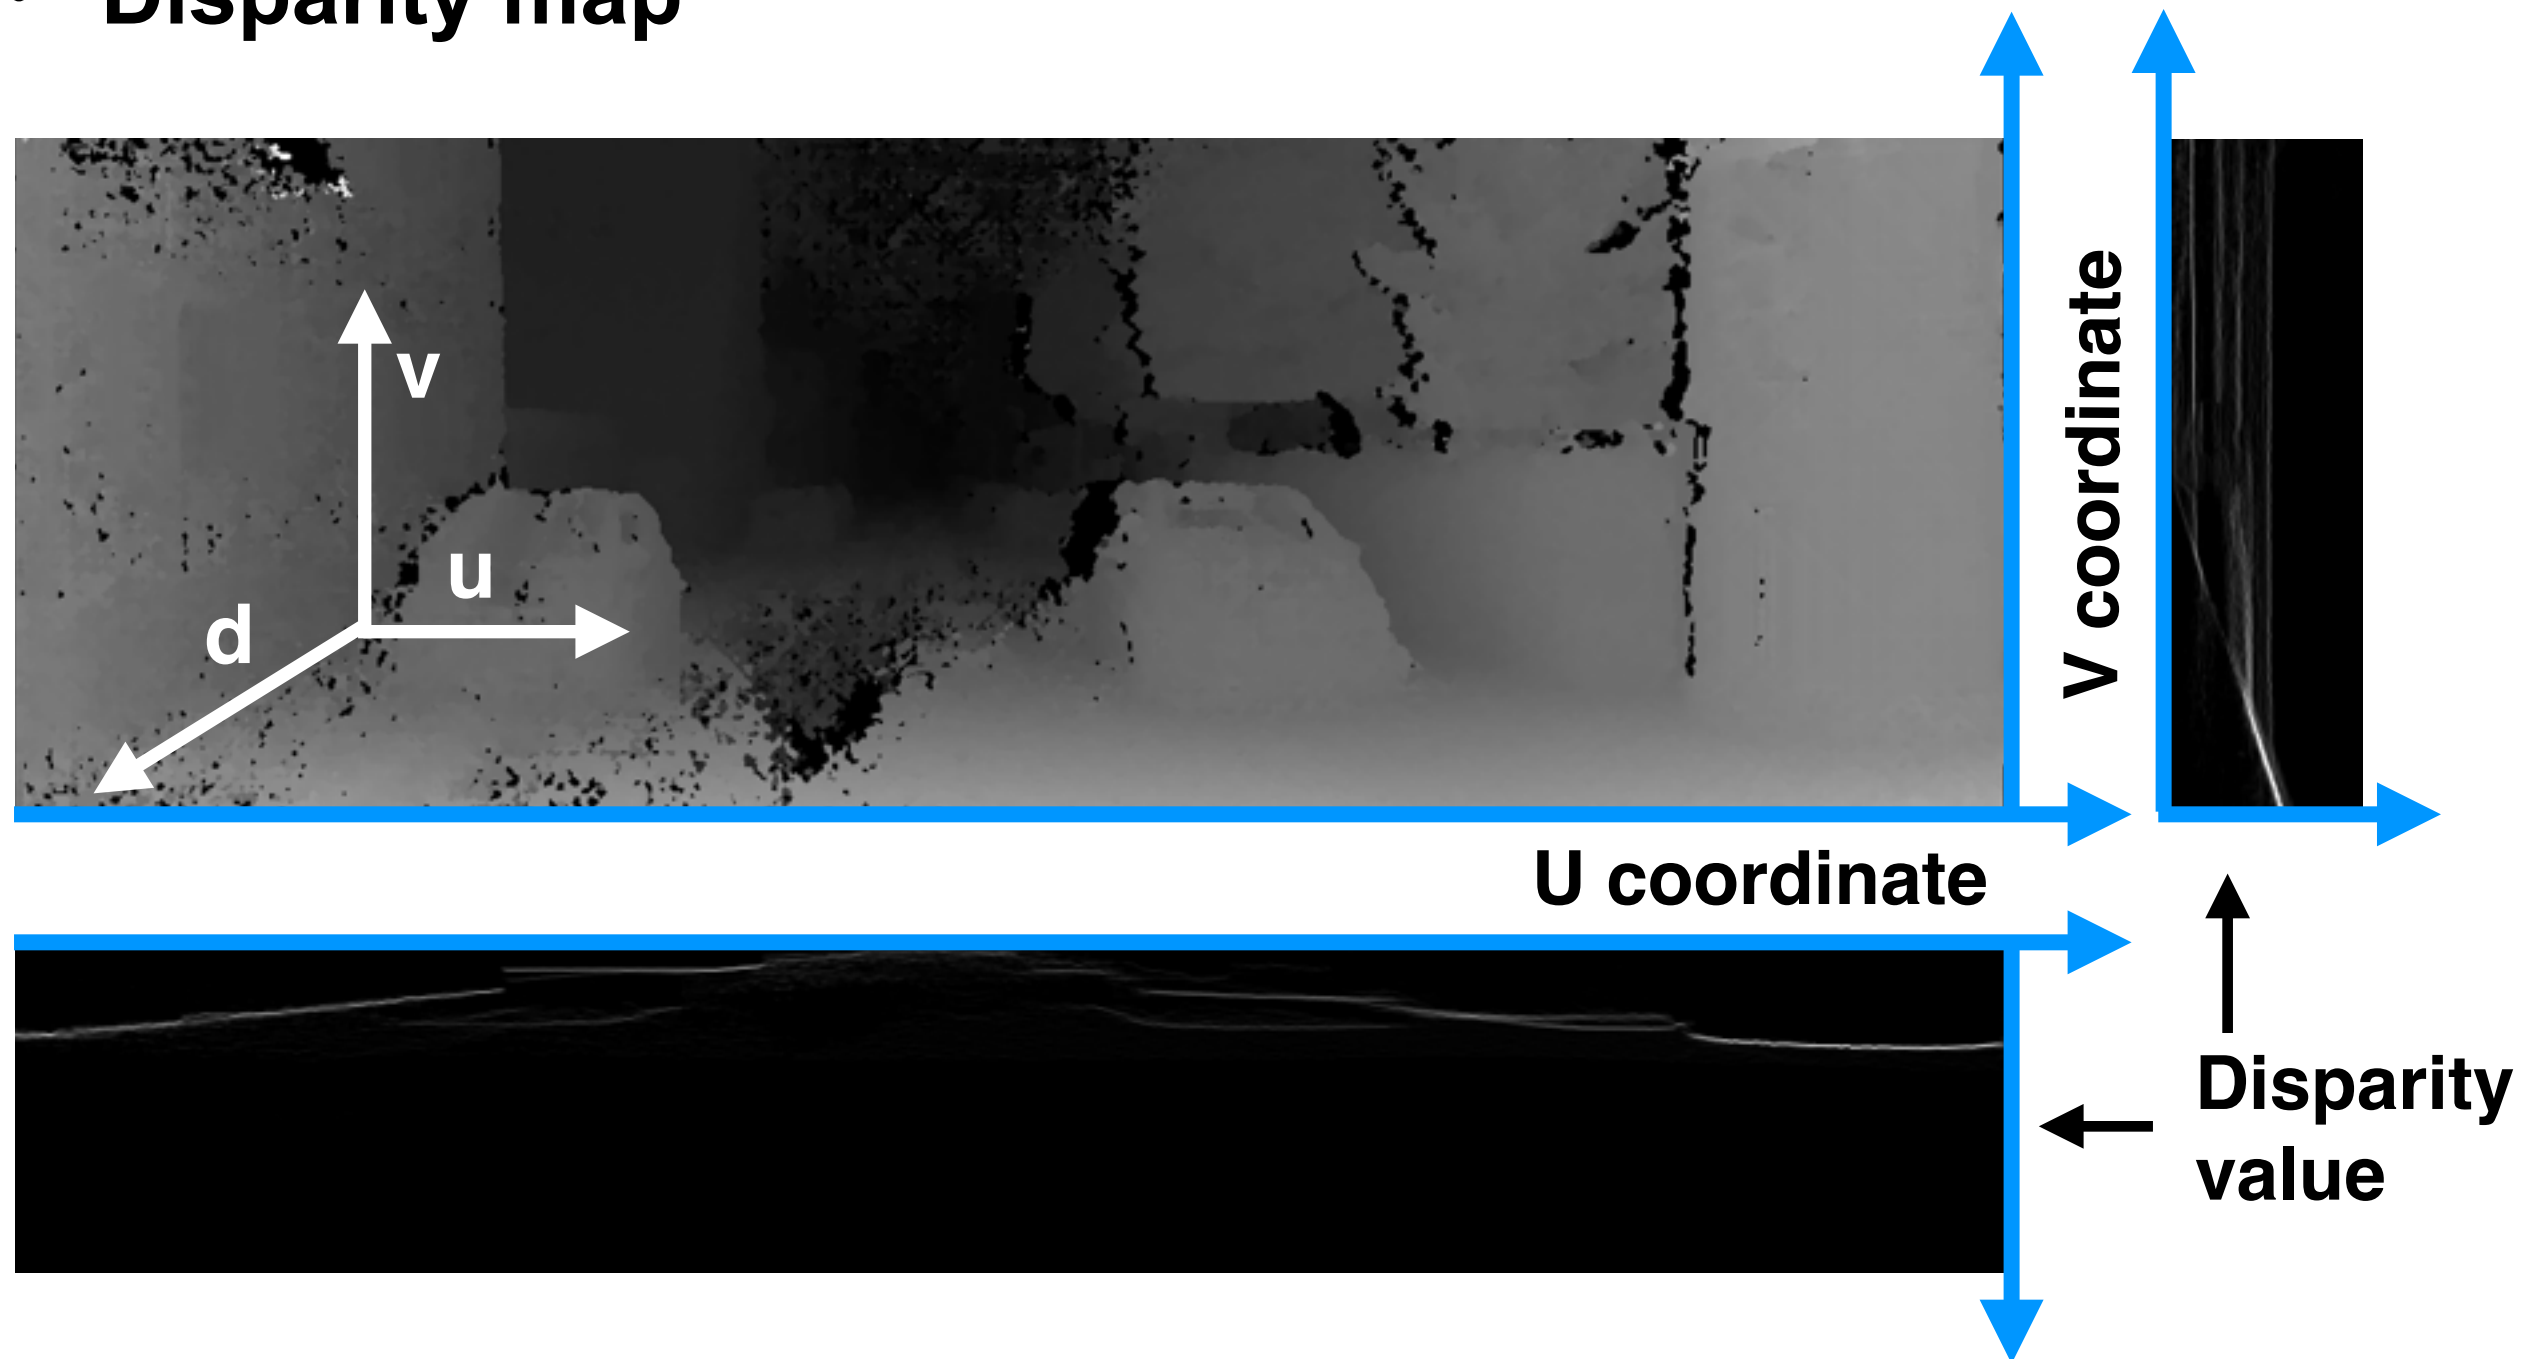 Disparity map
v
u
d
V coordinate
U coordinate
Disparity
value